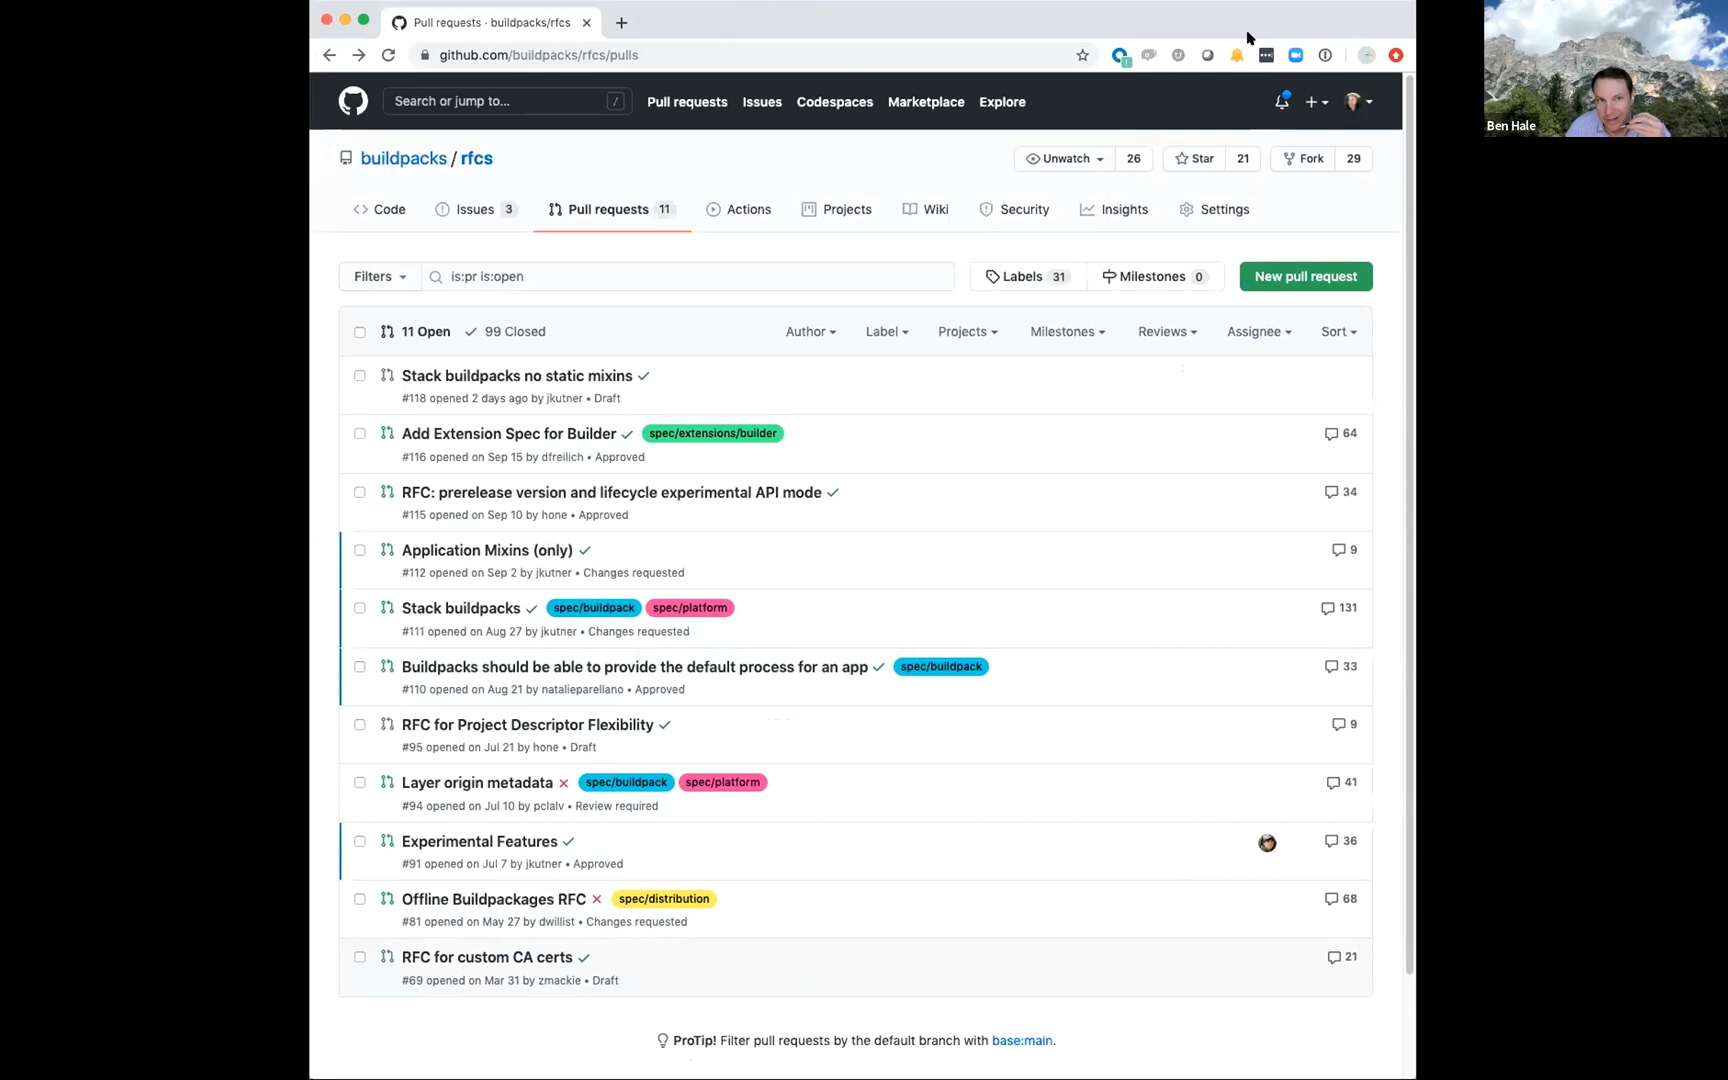 Pull requests · buildpacks/rfcs
github.com/buildpacks/rfcs/pulls
Search or jump to... / Pull requests Issues Codespaces Marketplace Explore
Ben Hale
buildpacks / rfcs
Unwatch 26 Star 21 Fork 29
Code Issues 3 Pull requests 11 Actions Projects Wiki Security Insights Settings
Filters is:pr is:open Labels 31 Milestones 0 New pull request
11 Open 99 Closed Author Label Projects Milestones Reviews Assignee Sort
Stack buildpacks no static mixins
#118 opened 2 days ago by jkutner • Draft
Add Extension Spec for Builder spec/extensions/builder 64
#116 opened on Sep 15 by dfreilich • Approved
RFC: prerelease version and lifecycle experimental API mode 34
#115 opened on Sep 10 by hone • Approved
Application Mixins (only) 9
#112 opened on Sep 2 by jkutner • Changes requested
Stack buildpacks spec/buildpack spec/platform 131
#111 opened on Aug 27 by jkutner • Changes requested
Buildpacks should be able to provide the default process for an app spec/buildpack 33
#110 opened on Aug 21 by natalieparellano • Approved
RFC for Project Descriptor Flexibility 9
#95 opened on Jul 21 by hone • Draft
Layer origin metadata spec/buildpack spec/platform 41
#94 opened on Jul 10 by pclalv • Review required
Experimental Features 36
#91 opened on Jul 7 by jkutner • Approved
Offline Buildpackages RFC spec/distribution 68
#81 opened on May 27 by dwillist • Changes requested
RFC for custom CA certs 21
#69 opened on Mar 31 by zmackie • Draft
ProTip! Filter pull requests by the default branch with base:main.